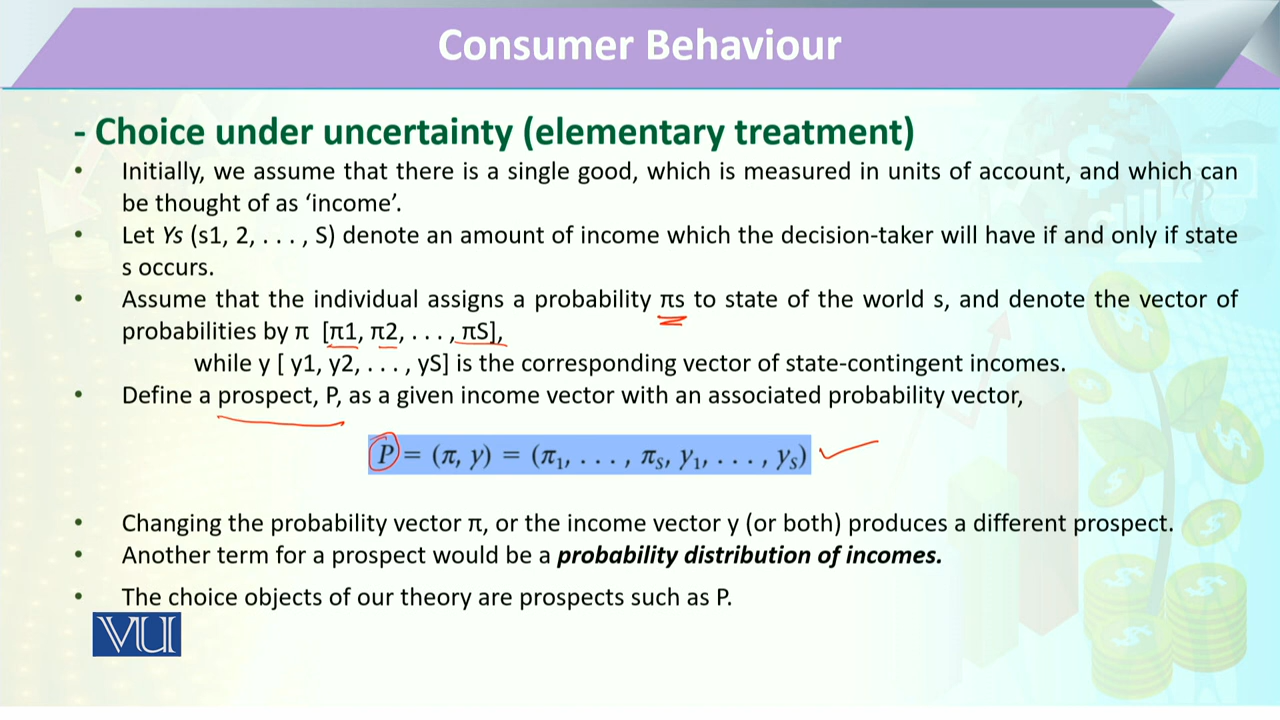 Consumer Behaviour
- Choice under uncertainty (elementary treatment)
• Initially, we assume that there is a single good, which is measured in units of account, and which can
be thought of as ‘income’.
• Let Ys (s1, 2, . . . , S) denote an amount of income which the decision-taker will have if and only if state
s occurs.
• Assume that the individual assigns a probability πs to state of the world s, and denote the vector of
probabilities by π [π1, π2, . . . , πS],
while y [ y1, y2, . . . , yS] is the corresponding vector of state-contingent incomes.
• Define a prospect, P, as a given income vector with an associated probability vector,
P = (π, y) = (π₁, . . . , πₛ, y₁, . . . , yₛ)
• Changing the probability vector π, or the income vector y (or both) produces a different prospect.
• Another term for a prospect would be a probability distribution of incomes.
• The choice objects of our theory are prospects such as P.
VU